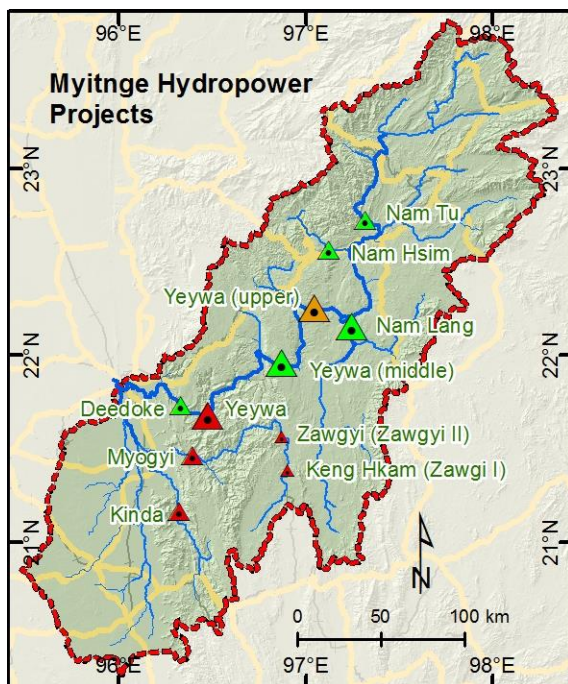 96°E 97°E 98°E
Myitnge Hydropower
Projects
23°N
23°N
Nam Tu
Nam Hsim
Yeywa (upper)
Nam Lang
22°N
22°N
Yeywa (middle)
Deedoke
Yeywa
Zawgyi (Zawgyi II)
Myogyi
Keng Hkam (Zawgi I)
Kinda
21°N
21°N
N
0 50 100 km
96°E 97°E 98°E